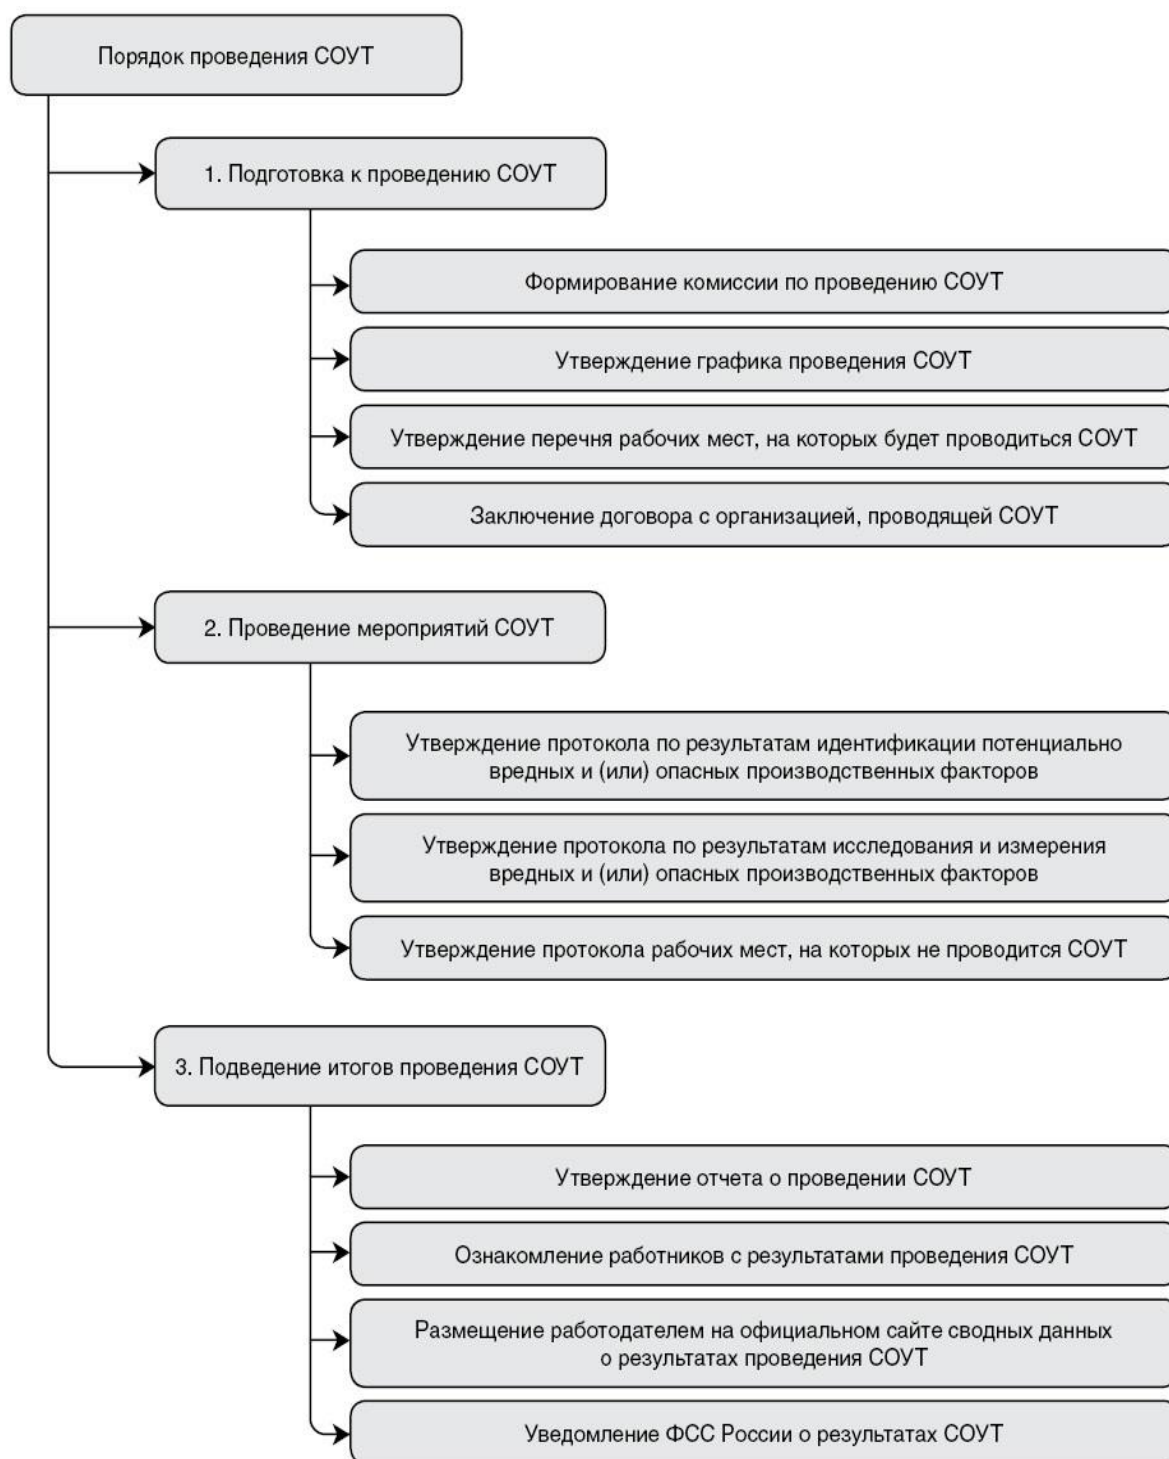 Порядок проведения СОУТ
1. Подготовка к проведению СОУТ
Формирование комиссии по проведению СОУТ
Утверждение графика проведения СОУТ
Утверждение перечня рабочих мест, на которых будет проводиться СОУТ
Заключение договора с организацией, проводящей СОУТ
2. Проведение мероприятий СОУТ
Утверждение протокола по результатам идентификации потенциально
вредных и (или) опасных производственных факторов
Утверждение протокола по результатам исследования и измерения
вредных и (или) опасных производственных факторов
Утверждение протокола рабочих мест, на которых не проводится СОУТ
3. Подведение итогов проведения СОУТ
Утверждение отчета о проведении СОУТ
Ознакомление работников с результатами проведения СОУТ
Размещение работодателем на официальном сайте сводных данных
о результатах проведения СОУТ
Уведомление ФСС России о результатах СОУТ